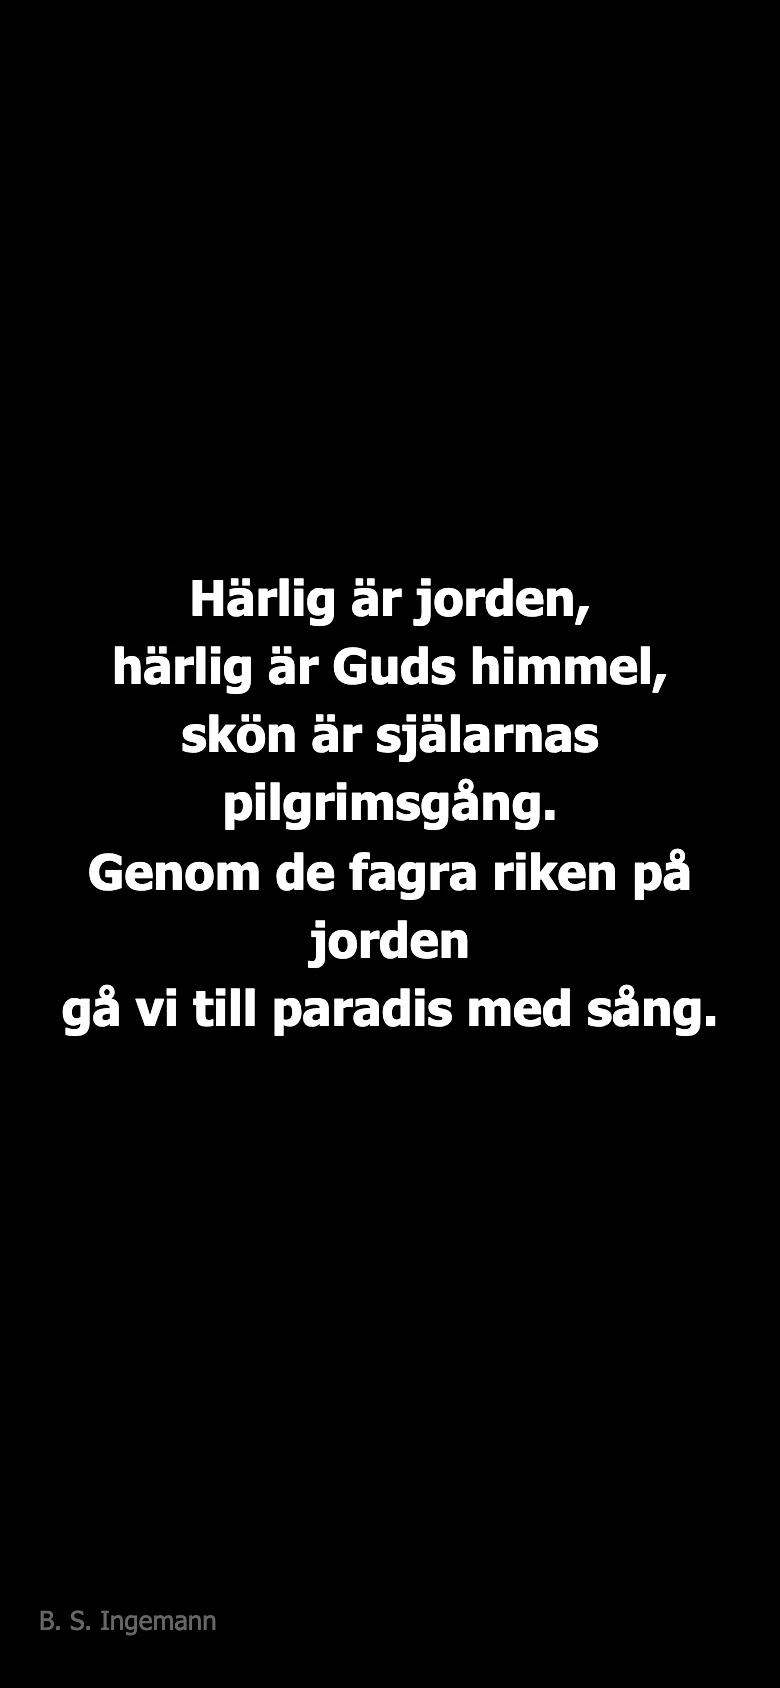 Härlig är jorden,
härlig är Guds himmel,
skön är själarnas
pilgrimsgång.
Genom de fagra riken på
jorden
gå vi till paradis med sång.
B. S. Ingemann